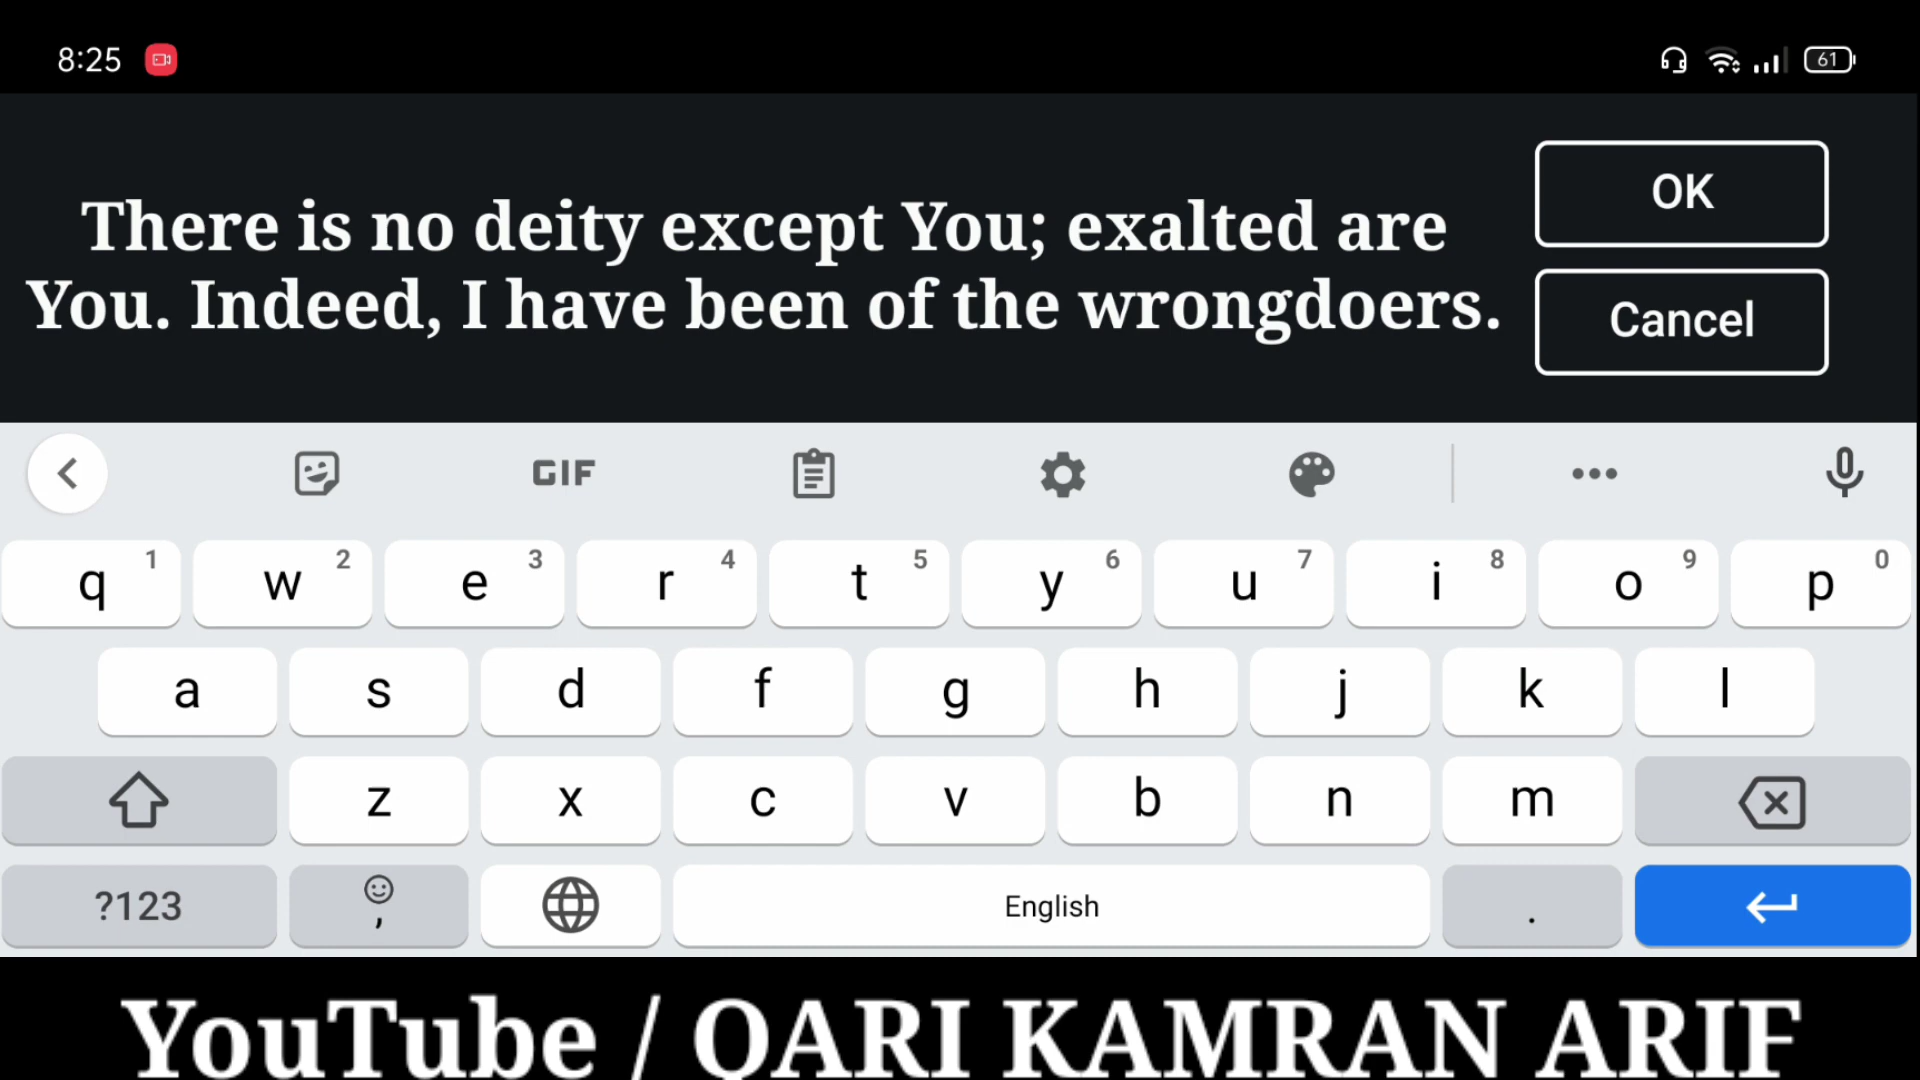 8:25
61
There is no deity except You; exalted are
You. Indeed, I have been of the wrongdoers.
OK
Cancel
GIF
q 1 w 2 e 3 r 4 t 5 y 6 u 7 i 8 o 9 p 0
a s d f g h j k l
z x c v b n m
?123 , English .
YouTube / QARI KAMRAN ARIF